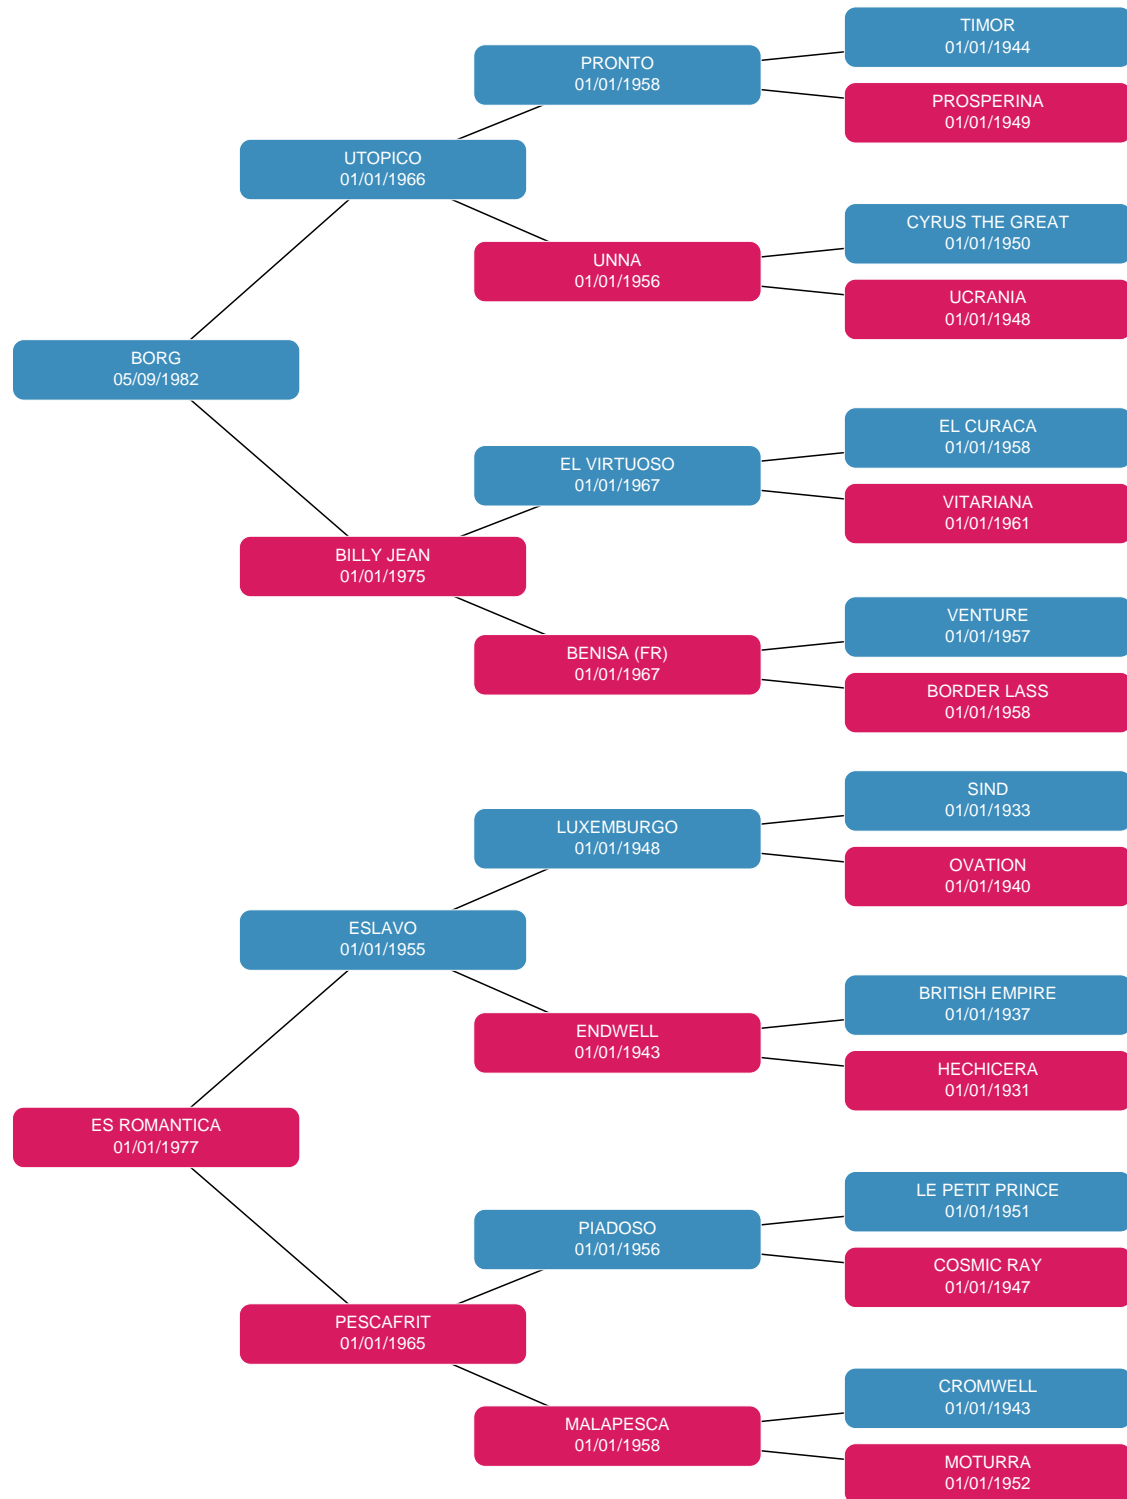 TIMOR
01/01/1944
PRONTO
01/01/1958
PROSPERINA
01/01/1949
UTOPICO
01/01/1966
CYRUS THE GREAT
01/01/1950
UNNA
01/01/1956
UCRANIA
01/01/1948
BORG
05/09/1982
EL CURACA
01/01/1958
EL VIRTUOSO
01/01/1967
VITARIANA
01/01/1961
BILLY JEAN
01/01/1975
VENTURE
01/01/1957
BENISA (FR)
01/01/1967
BORDER LASS
01/01/1958
SIND
01/01/1933
LUXEMBURGO
01/01/1948
OVATION
01/01/1940
ESLAVO
01/01/1955
BRITISH EMPIRE
01/01/1937
ENDWELL
01/01/1943
HECHICERA
01/01/1931
ES ROMANTICA
01/01/1977
LE PETIT PRINCE
01/01/1951
PIADOSO
01/01/1956
COSMIC RAY
01/01/1947
PESCAFRIT
01/01/1965
CROMWELL
01/01/1943
MALAPESCA
01/01/1958
MOTURRA
01/01/1952